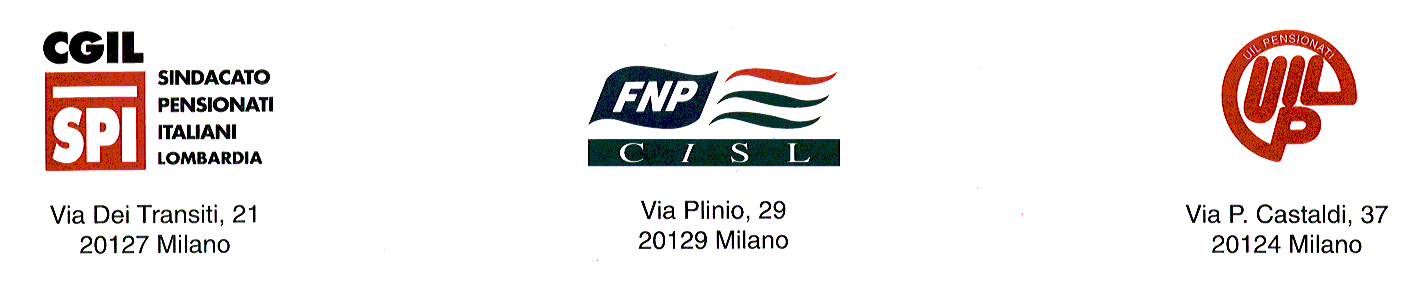 CGIL
SPI
SINDACATO
PENSIONATI
ITALIANI
LOMBARDIA
Via Dei Transiti, 21
20127 Milano
FNP
CISL
Via Plinio, 29
20129 Milano
UIL PENSIONATI
UIL
P
Via P. Castaldi, 37
20124 Milano